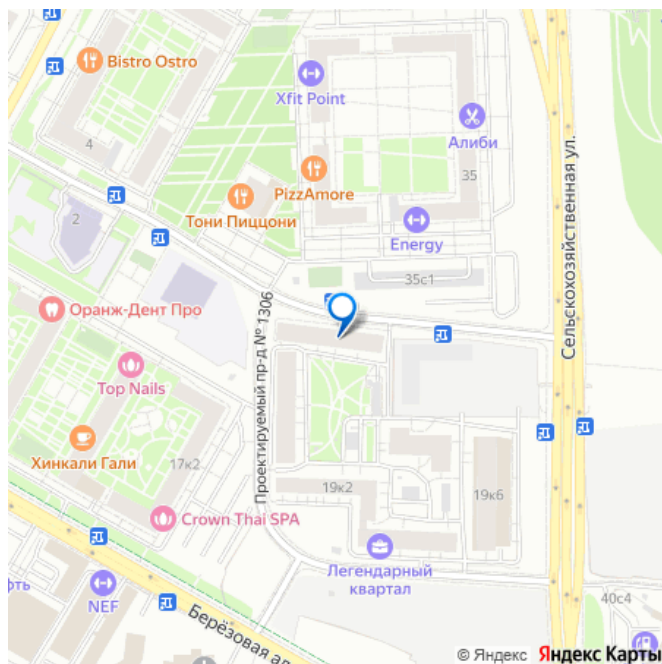 Bistro Ostro
Xfit Point
Алиби
4
PizzAmore
35
Тони Пиццони
2
Energy
35с1
Оранж-Дент Про
Проектируемый пр-д № 1306
Сельскохозяйственная ул.
Top Nails
Хинкали Гали
17к2
19к2
19к6
Crown Thai SPA
Легендарный
квартал
NEF
Берёзовая ал
40с4
© Яндекс Яндекс Карты